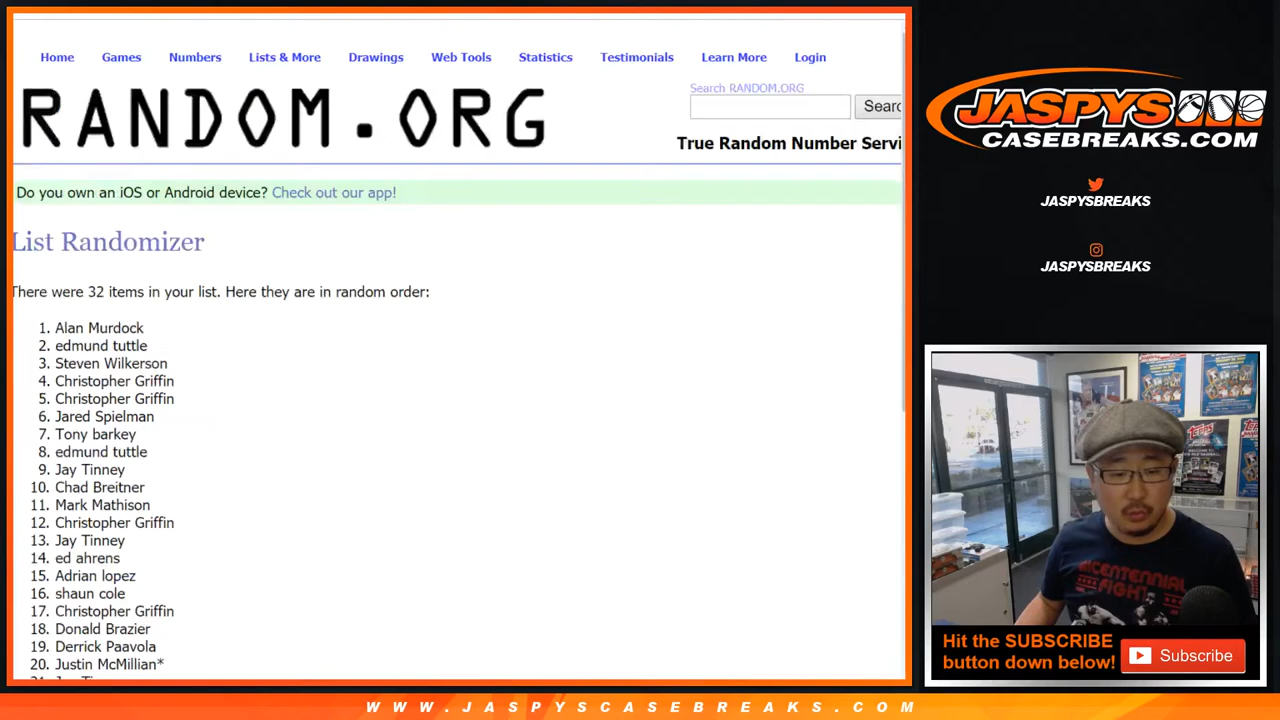 Home Games Numbers Lists & More Drawings Web Tools Statistics Testimonials Learn More Login
Search RANDOM.ORG
RANDOM.ORG
Searc
True Random Number Servi
Do you own an iOS or Android device? Check out our app!
List Randomizer
There were 32 items in your list. Here they are in random order:
1. Alan Murdock
2. edmund tuttle
3. Steven Wilkerson
4. Christopher Griffin
5. Christopher Griffin
6. Jared Spielman
7. Tony barkey
8. edmund tuttle
9. Jay Tinney
10. Chad Breitner
11. Mark Mathison
12. Christopher Griffin
13. Jay Tinney
14. ed ahrens
15. Adrian lopez
16. shaun cole
17. Christopher Griffin
18. Donald Brazier
19. Derrick Paavola
20. Justin McMillian*
JASPYS
CASEBREAKS.COM
JASPYSBREAKS
JASPYSBREAKS
BICENTENNIAL
FIGHT
Hit the SUBSCRIBE
button down below!
Subscribe
WWW.JASPYSCASEBREAKS.COM